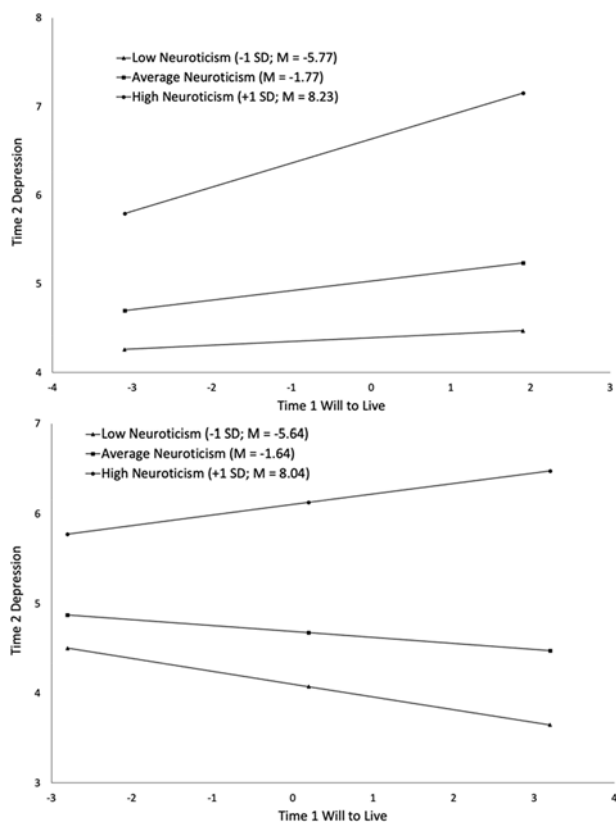 8
Low Neuroticism (-1 SD; M = -5.77)
Average Neuroticism (M = -1.77)
High Neuroticism (+1 SD; M = 8.23)
7
Time 2 Depression
6
5
4
-4 -3 -2 -1 0 1 2 3
Time 1 Will to Live
7
Low Neuroticism (-1 SD; M = -5.64)
Average Neuroticism (M = -1.64)
High Neuroticism (+1 SD; M = 8.04)
6
Time 2 Depression
5
4
3
-3 -2 -1 0 1 2 3 4
Time 1 Will to Live